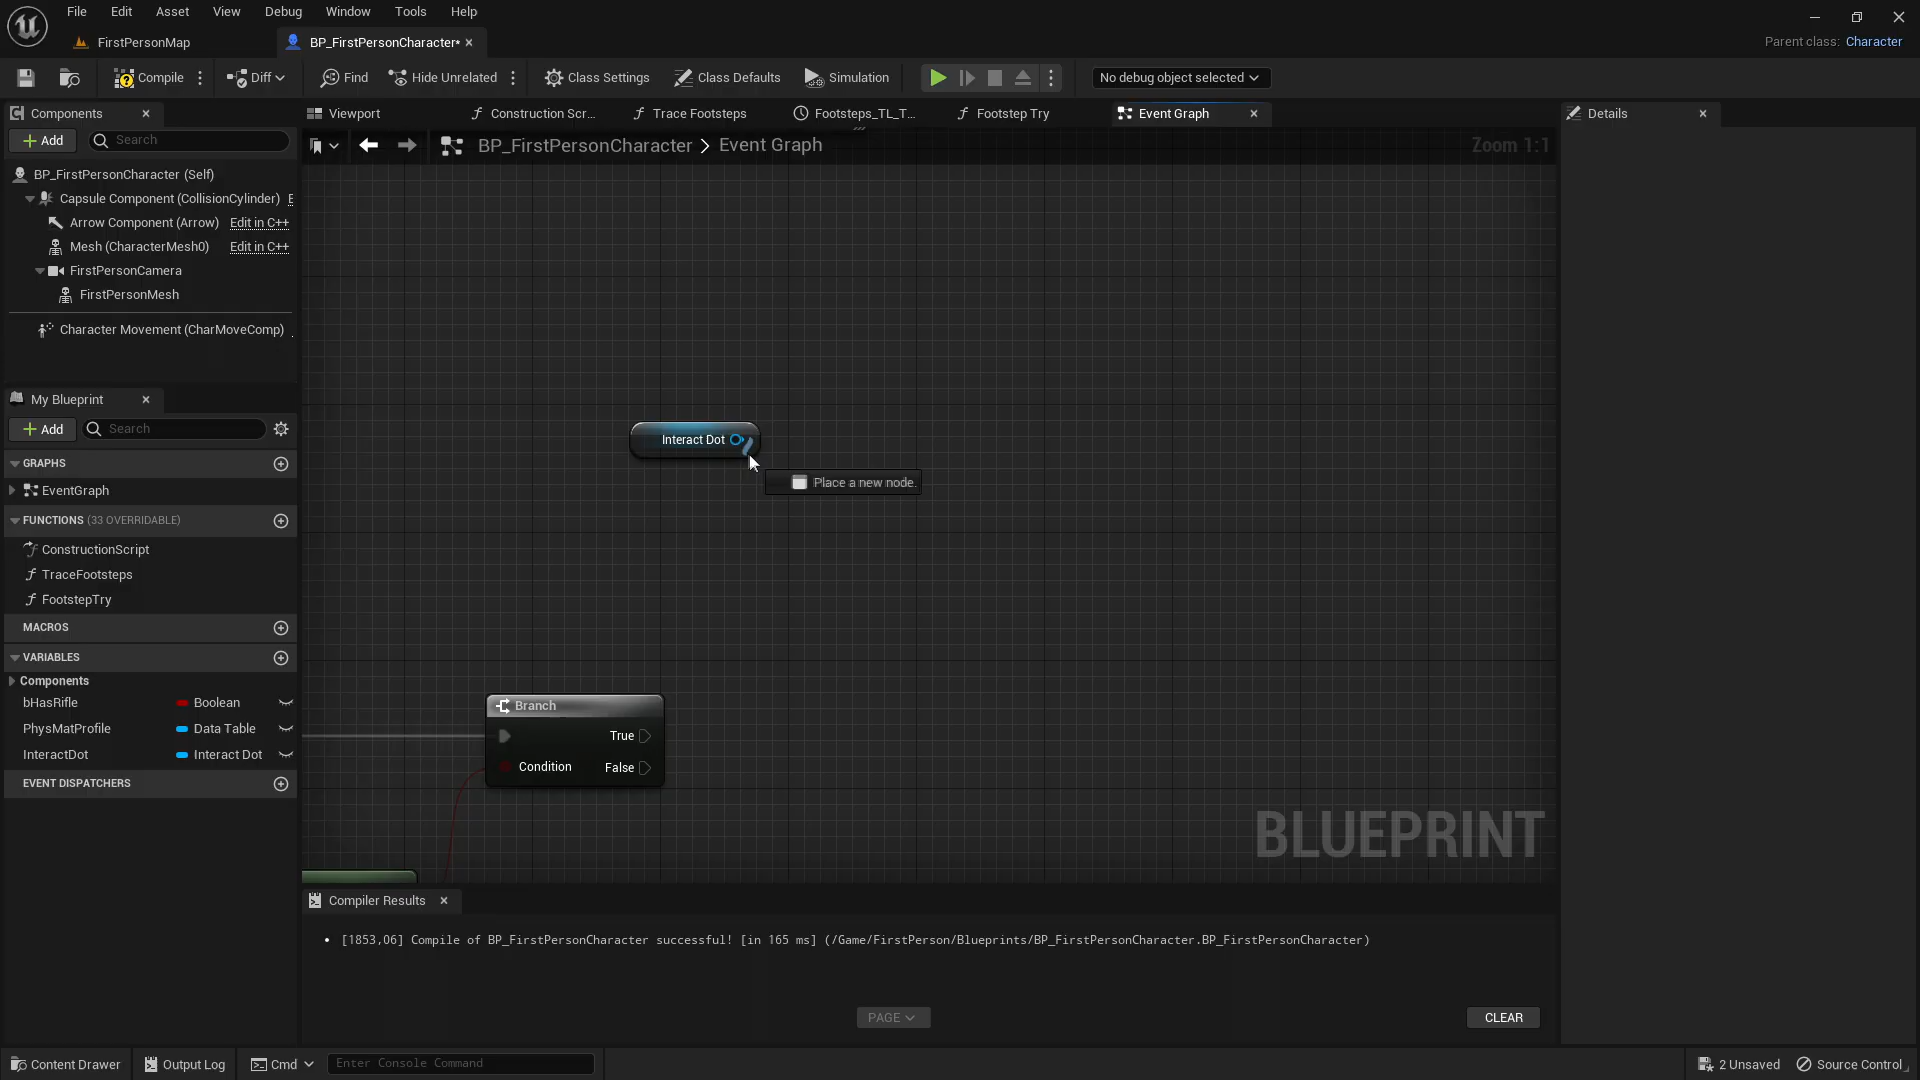 File Edit Asset View Debug Window Tools Help
FirstPersonMap
BP_FirstPersonCharacter*
Parent class: Character
Compile
Diff
Find
Hide Unrelated
Class Settings
Class Defaults
Simulation
No debug object selected
Components
Add
Search
BP_FirstPersonCharacter (Self)
Capsule Component (CollisionCylinder) E
Arrow Component (Arrow) Edit in C++
Mesh (CharacterMesh0) Edit in C++
FirstPersonCamera
FirstPersonMesh
Character Movement (CharMoveComp)
My Blueprint
Add
Search
GRAPHS
EventGraph
FUNCTIONS (33 OVERRIDABLE)
ConstructionScript
TraceFootsteps
FootstepTry
MACROS
VARIABLES
Components
bHasRifle Boolean
PhysMatProfile Data Table
InteractDot Interact Dot
EVENT DISPATCHERS
Viewport
Construction Scr...
Trace Footsteps
Footsteps_TL_T...
Footstep Try
Event Graph
BP_FirstPersonCharacter > Event Graph
Zoom 1:1
Interact Dot
Place a new node.
Branch
True
Condition
False
BLUEPRINT
Compiler Results
• [1853,06] Compile of BP_FirstPersonCharacter successful! [in 165 ms] (/Game/FirstPerson/Blueprints/BP_FirstPersonCharacter.BP_FirstPersonCharacter)
PAGE
CLEAR
Details
Content Drawer
Output Log
Cmd
Enter Console Command
2 Unsaved
Source Control